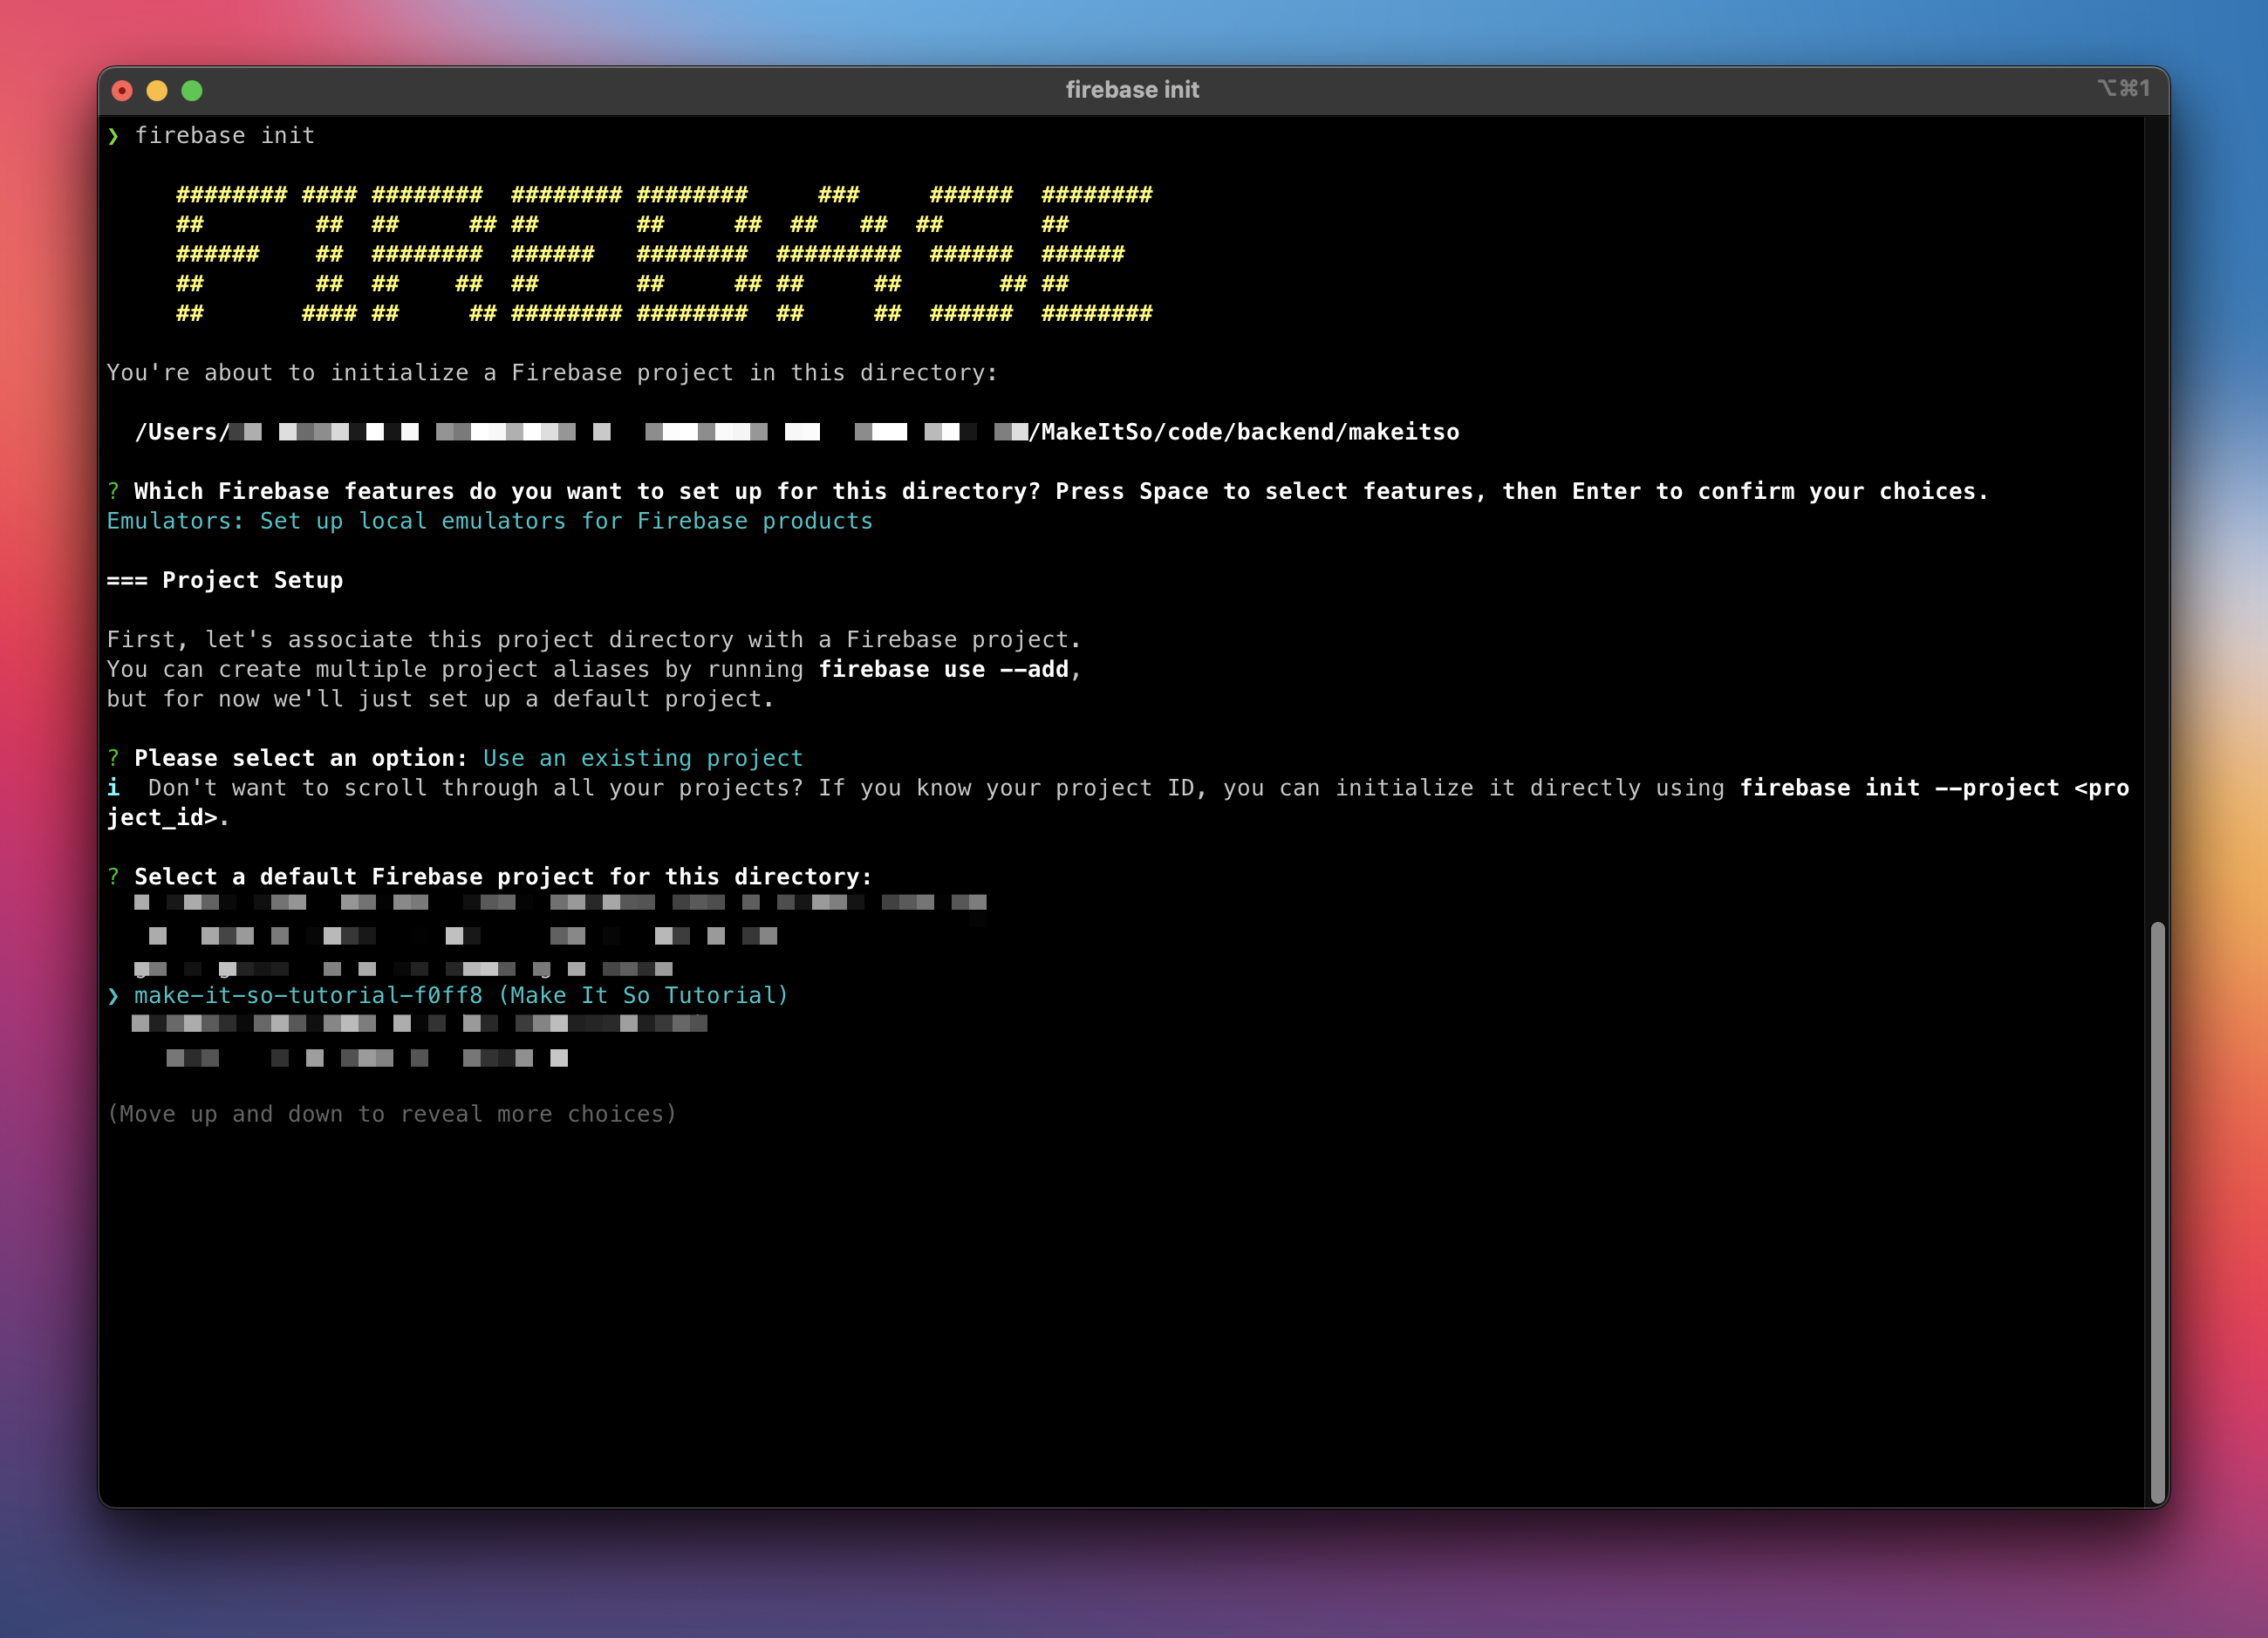 firebase init
⌥⌘1
❯ firebase init
######## #### ########  ######## ########     ###     ######  ########
##        ##  ##     ## ##       ##     ##  ##   ##  ##       ##
######    ##  ########  ######   ########  #########  ######  ######
##        ##  ##    ##  ##       ##     ## ##     ##       ## ##
##       #### ##     ## ######## ########  ##     ##  ######  ########
You're about to initialize a Firebase project in this directory:
/Users/ /MakeItSo/code/backend/makeitso
? Which Firebase features do you want to set up for this directory? Press Space to select features, then Enter to confirm your choices.
Emulators: Set up local emulators for Firebase products
=== Project Setup
First, let's associate this project directory with a Firebase project.
You can create multiple project aliases by running firebase use --add,
but for now we'll just set up a default project.
? Please select an option: Use an existing project
i  Don't want to scroll through all your projects? If you know your project ID, you can initialize it directly using firebase init --project <pro
ject_id>.
? Select a default Firebase project for this directory:
❯ make-it-so-tutorial-f0ff8 (Make It So Tutorial)
(Move up and down to reveal more choices)